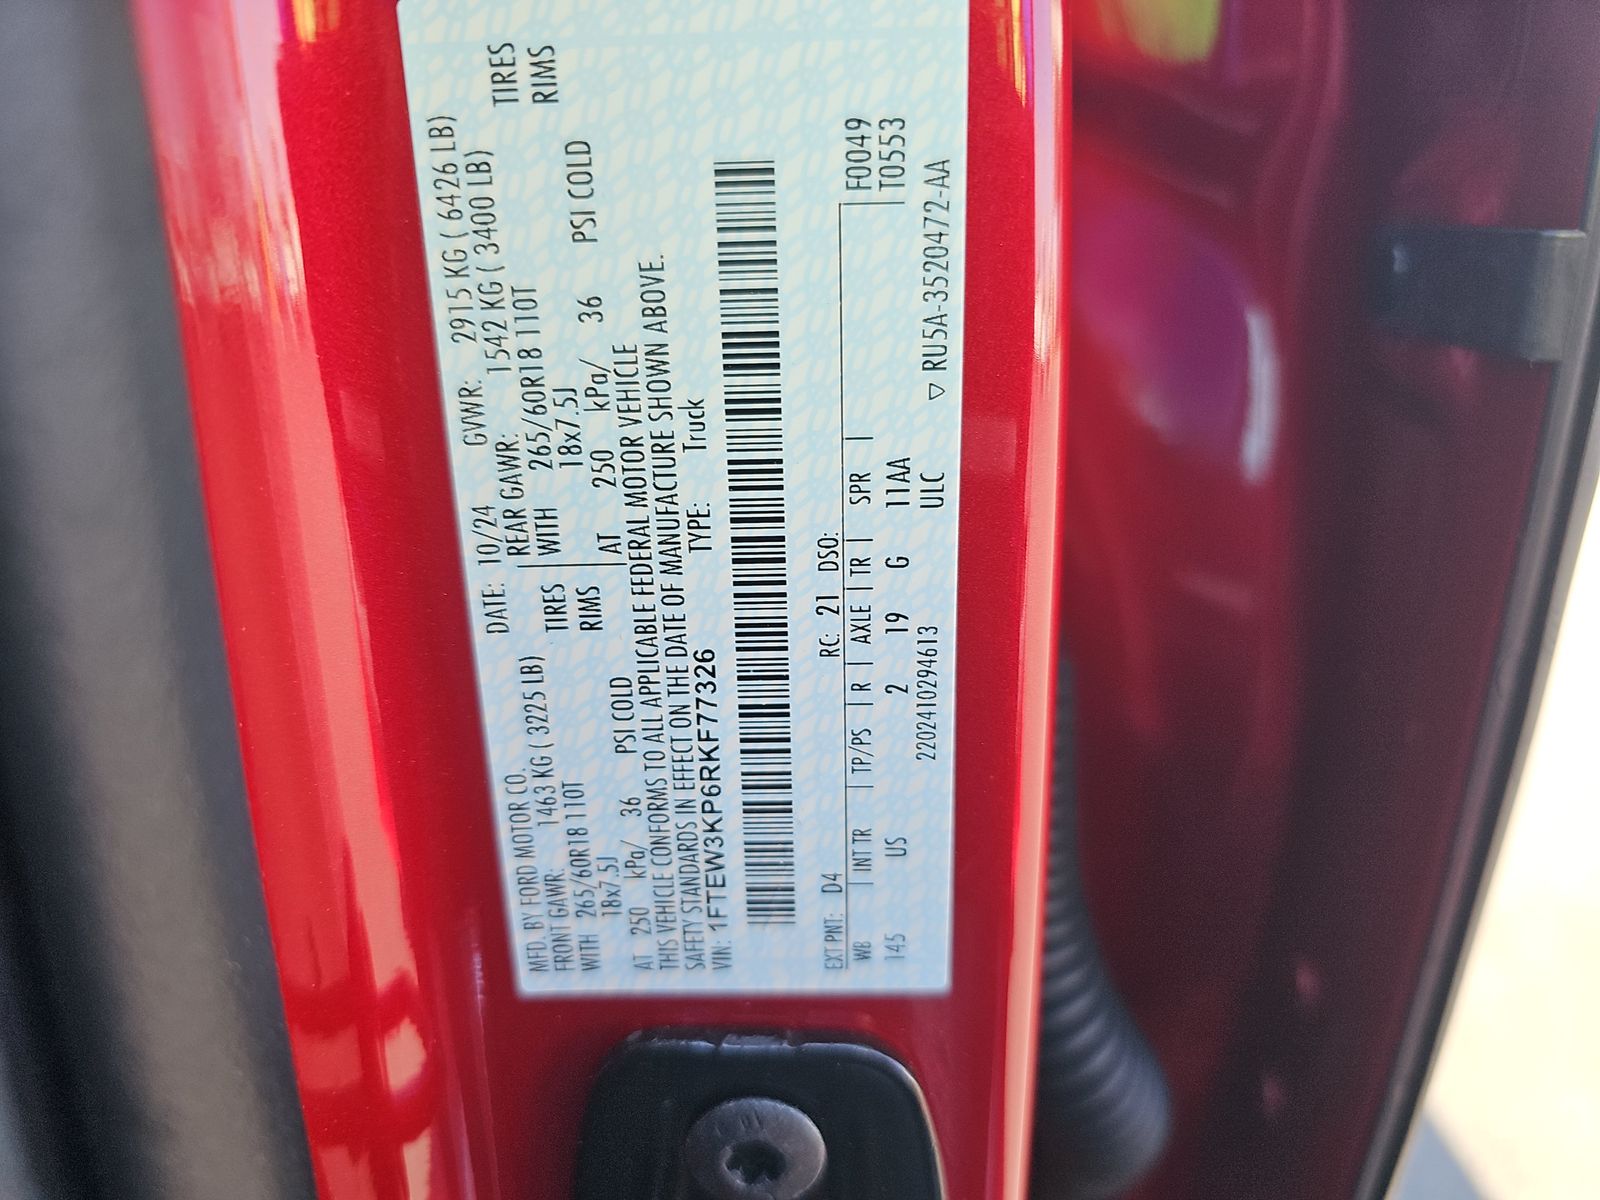 MFD. BY FORD MOTOR CO.
DATE: 10/24 GVWR: 2915 KG ( 6426 LB)
FRONT GAWR: 1463 KG ( 3225 LB) REAR GAWR: 1542 KG ( 3400 LB)
WITH 265/60R18 110T TIRES WITH 265/60R18 110T TIRES
18x7.5J RIMS 18x7.5J RIMS
AT 250 kPa/ 36 PSI COLD AT 250 kPa/ 36 PSI COLD
THIS VEHICLE CONFORMS TO ALL APPLICABLE FEDERAL MOTOR VEHICLE
SAFETY STANDARDS IN EFFECT ON THE DATE OF MANUFACTURE SHOWN ABOVE.
VIN: 1FTEW3KP6RKF77326 TYPE: Truck
EXT PNT: D4 RC: 21 DSO: F0049
WB INT TR TP/PS R AXLE TR SPR T0553
145 US 2 19 G 11AA
2202410294613 ULC ▽ RU5A-3520472-AA